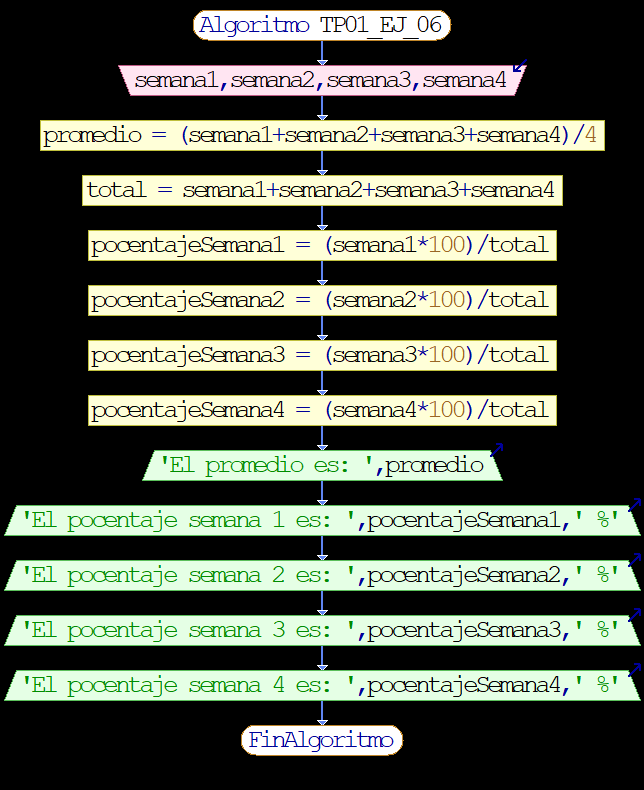 Algoritmo TP01_EJ_06
semana1,semana2,semana3,semana4
promedio = (semana1+semana2+semana3+semana4)/4
total = semana1+semana2+semana3+semana4
pocentajeSemana1 = (semana1*100)/total
pocentajeSemana2 = (semana2*100)/total
pocentajeSemana3 = (semana3*100)/total
pocentajeSemana4 = (semana4*100)/total
'El promedio es: ',promedio
'El pocentaje semana 1 es: ',pocentajeSemana1,' %'
'El pocentaje semana 2 es: ',pocentajeSemana2,' %'
'El pocentaje semana 3 es: ',pocentajeSemana3,' %'
'El pocentaje semana 4 es: ',pocentajeSemana4,' %'
FinAlgoritmo